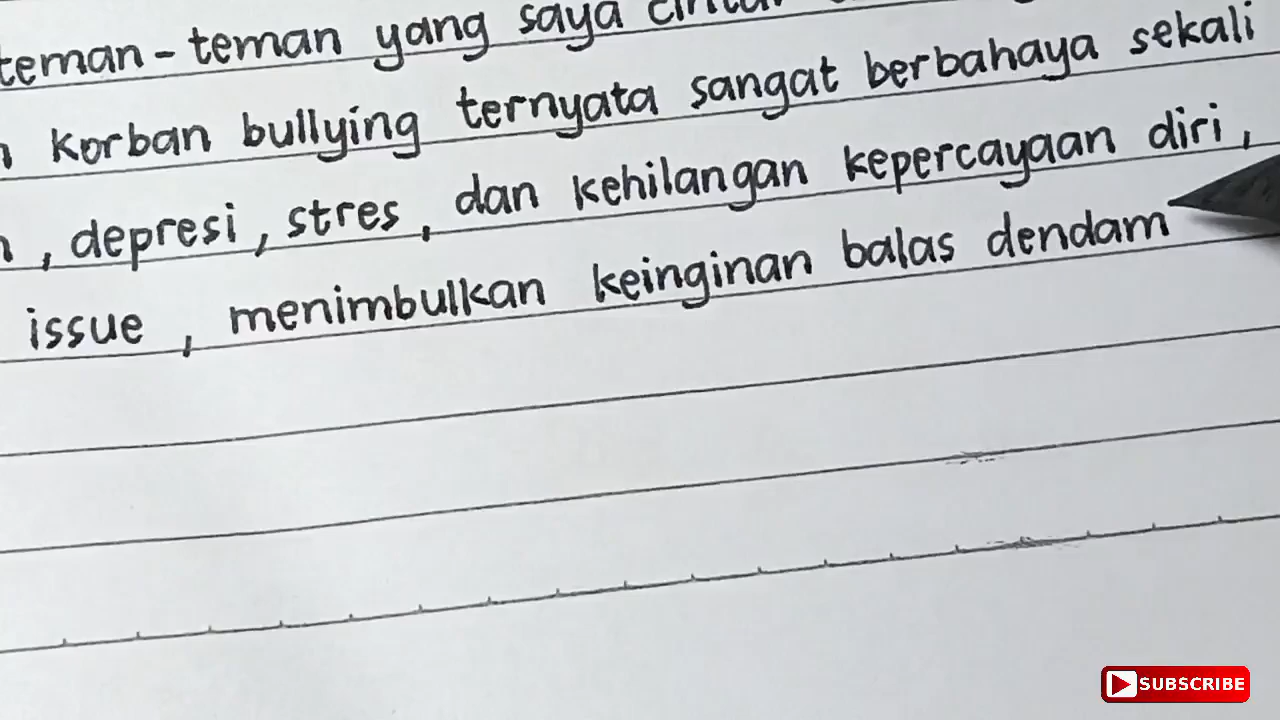 teman-teman yang saya
korban bullying ternyata sangat berbahaya sekali
, depresi, stres, dan kehilangan kepercayaan diri,
issue, menimbulkan keinginan balas dendam
SUBSCRIBE